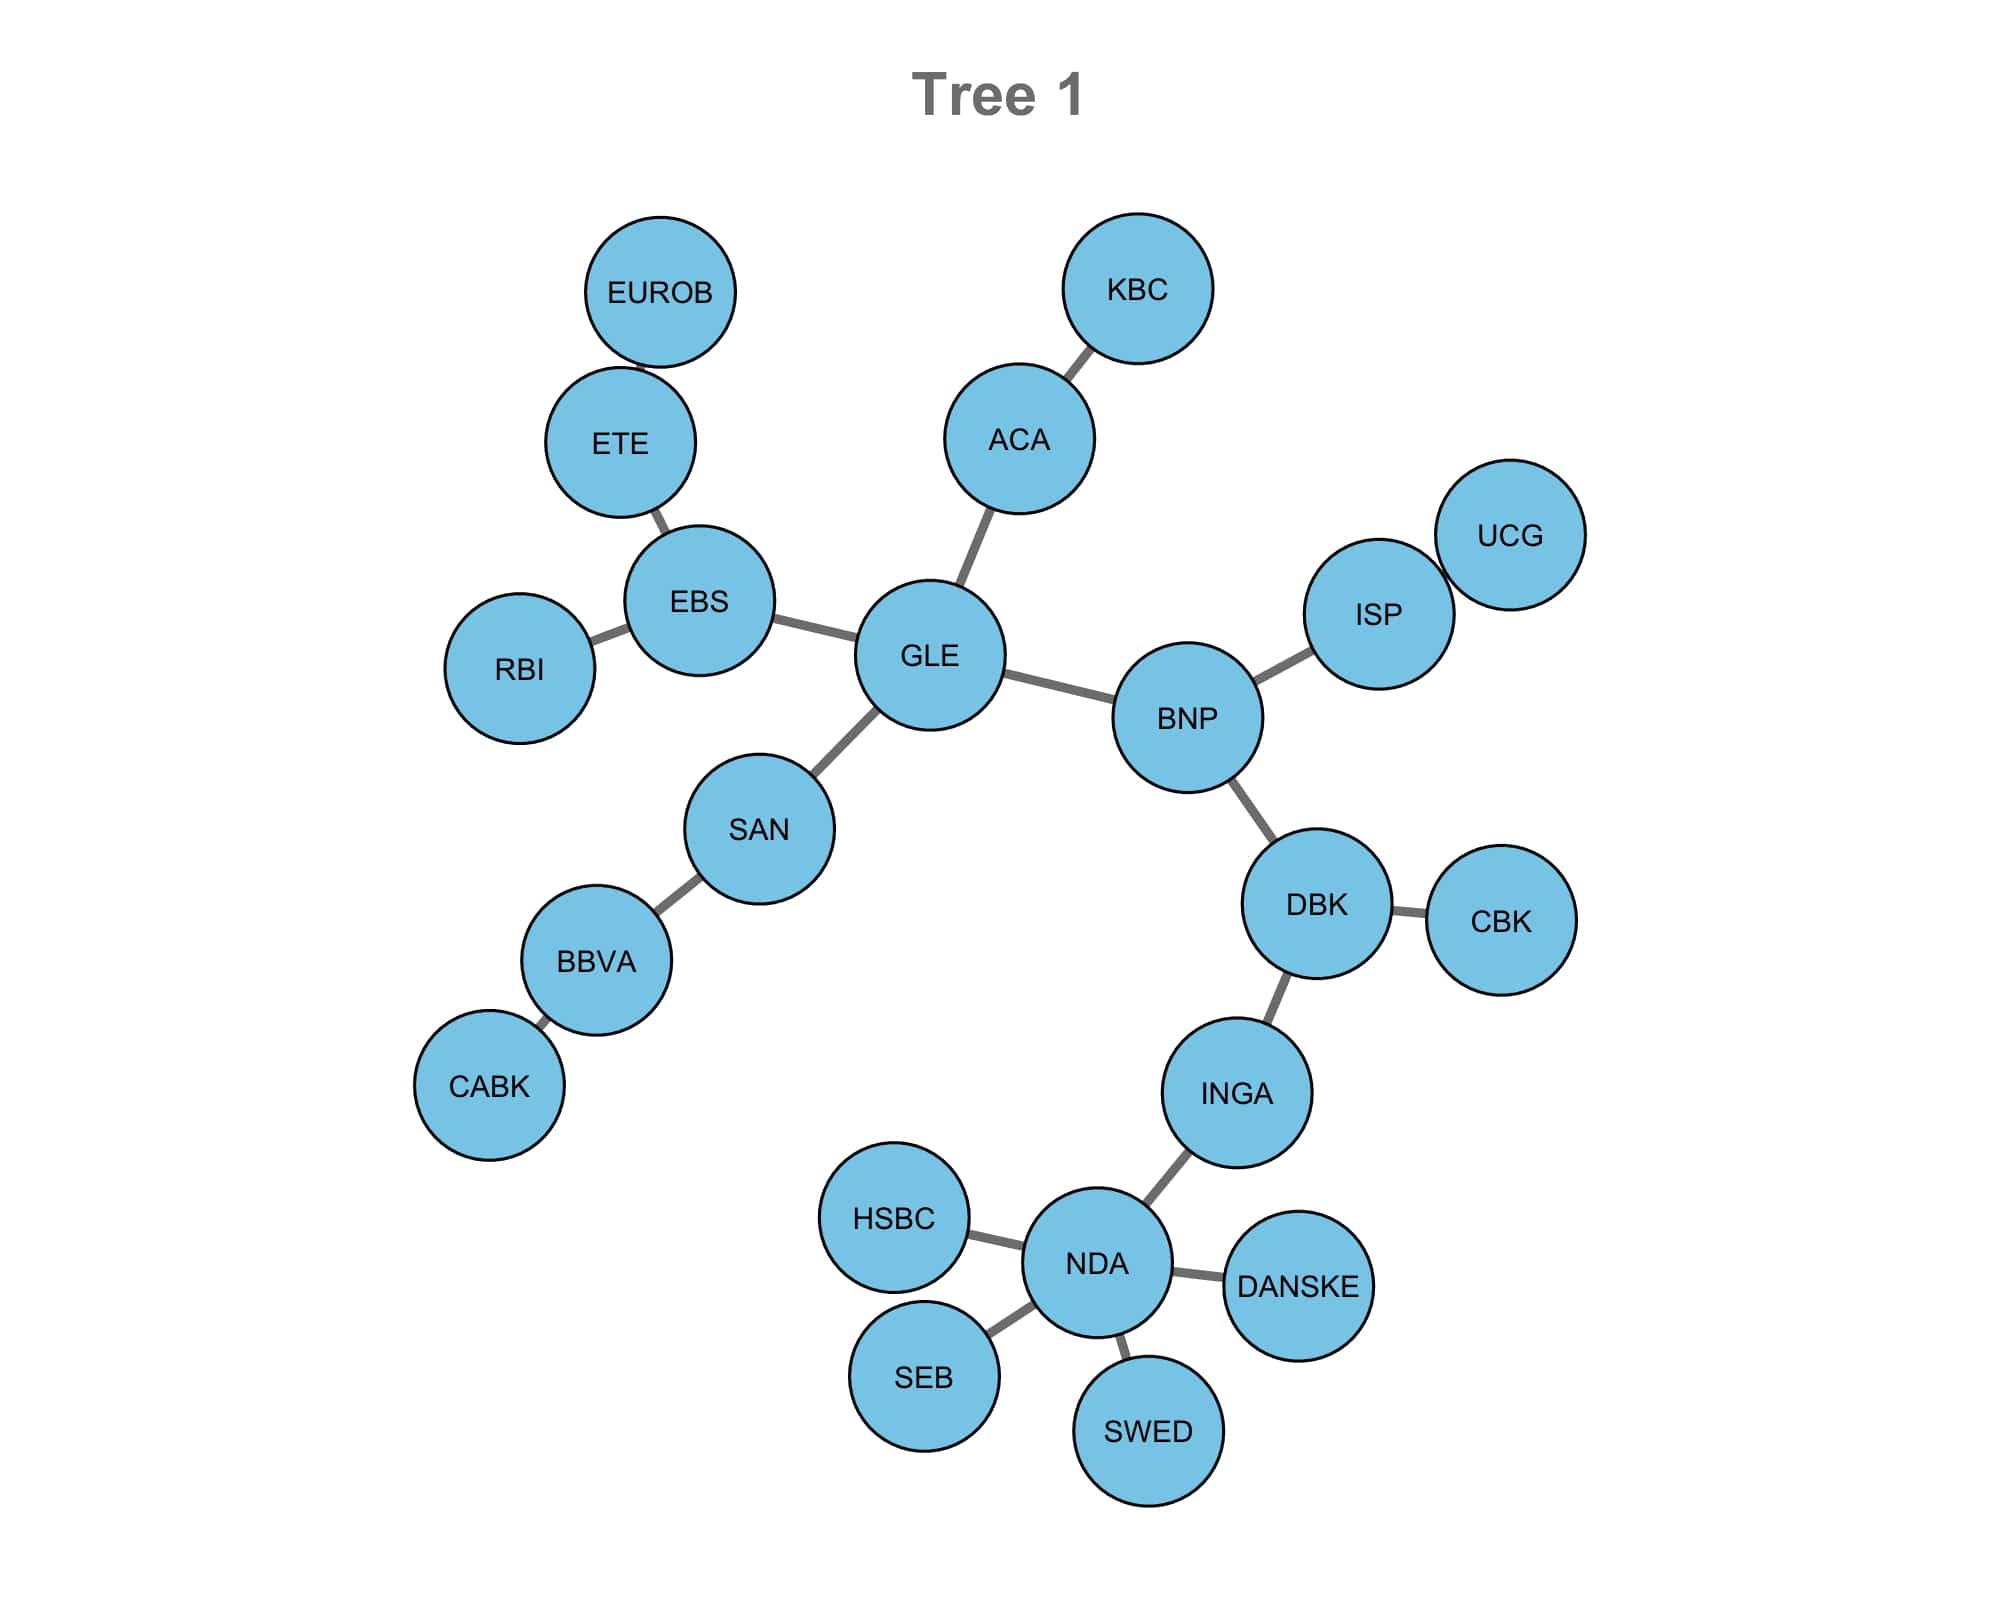 Tree 1
EUROB
KBC
ETE
ACA
UCG
EBS
ISP
RBI
GLE
BNP
SAN
DBK
CBK
BBVA
CABK
INGA
HSBC
NDA
DANSKE
SEB
SWED